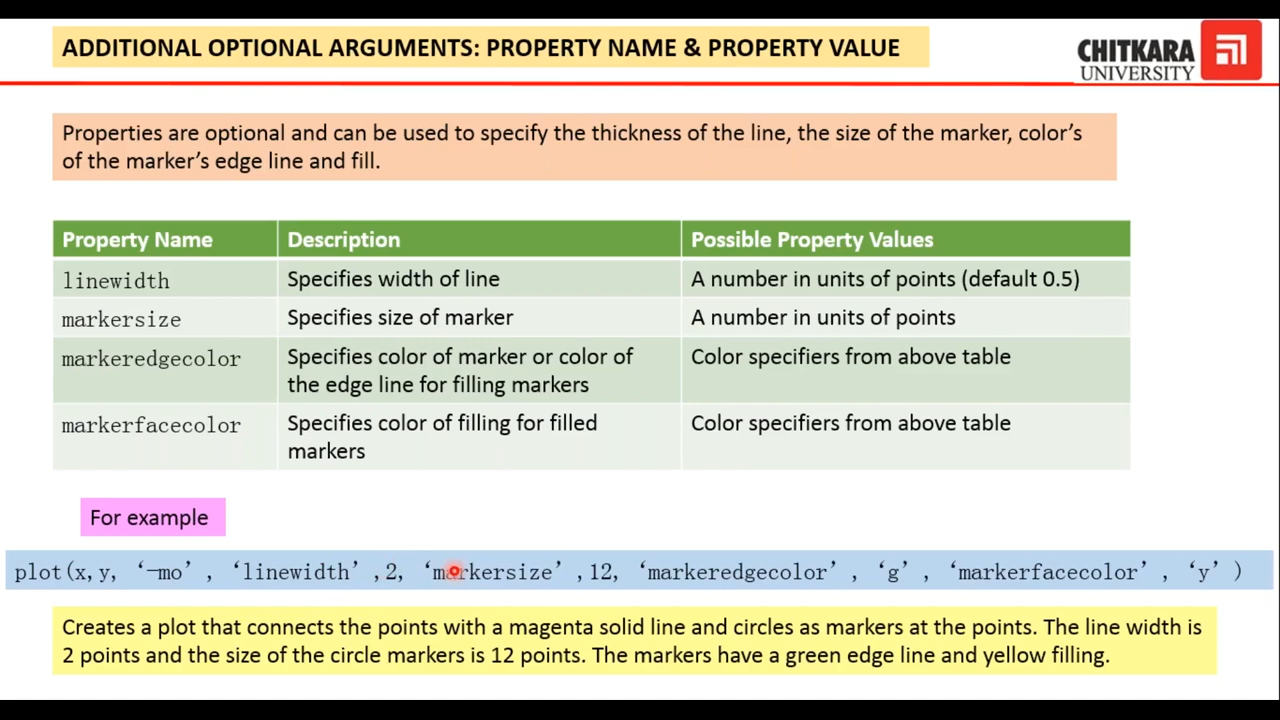 ADDITIONAL OPTIONAL ARGUMENTS: PROPERTY NAME & PROPERTY VALUE
CHITKARA
UNIVERSITY
Properties are optional and can be used to specify the thickness of the line, the size of the marker, color’s
of the marker’s edge line and fill.
Property Name Description Possible Property Values
linewidth Specifies width of line A number in units of points (default 0.5)
markersize Specifies size of marker A number in units of points
markeredgecolor Specifies color of marker or color of Color specifiers from above table
the edge line for filling markers
markerfacecolor Specifies color of filling for filled Color specifiers from above table
markers
For example
plot(x,y, ‘-mo’, ‘linewidth’,2, ‘markersize’,12, ‘markeredgecolor’, ‘g’, ‘markerfacecolor’, ‘y’)
Creates a plot that connects the points with a magenta solid line and circles as markers at the points. The line width is
2 points and the size of the circle markers is 12 points. The markers have a green edge line and yellow filling.